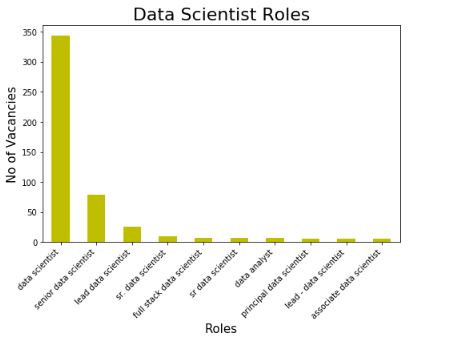 Data Scientist Roles
No of Vacancies
350
300
250
200
150
100
50
0
data scientist
senior data scientist
lead data scientist
sr. data scientist
full stack data scientist
sr data scientist
data analyst
principal data scientist
lead - data scientist
associate data scientist
Roles